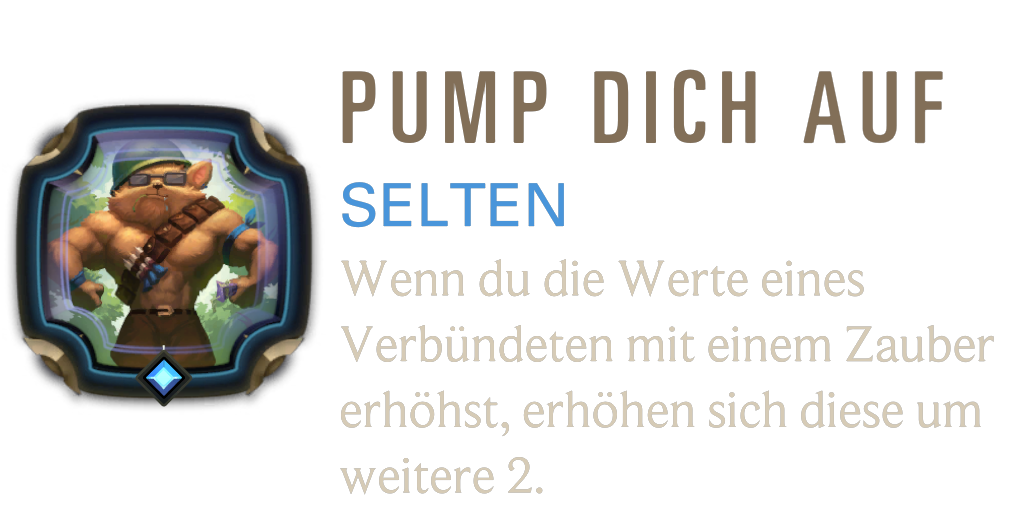 PUMP DICH AUF
SELTEN
Wenn du die Werte eines
Verbündeten mit einem Zauber
erhöhst, erhöhen sich diese um
weitere 2.